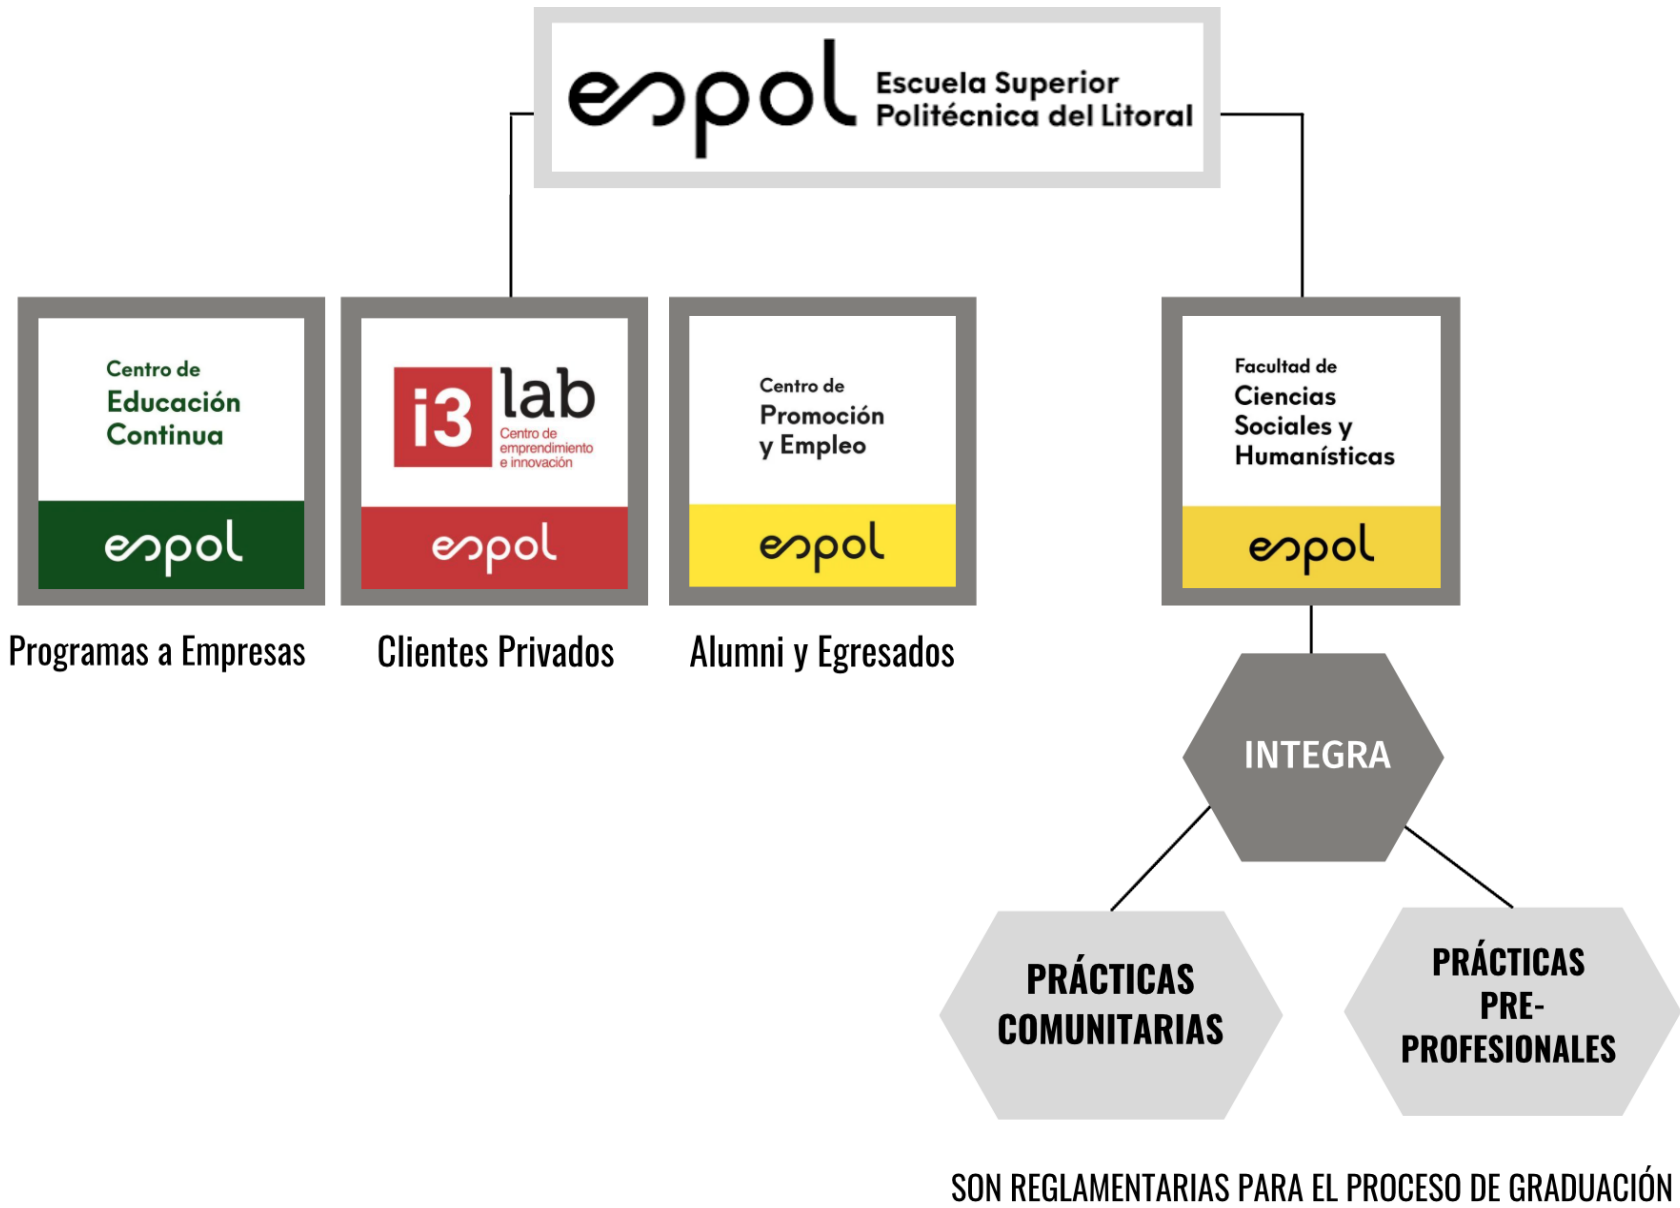 espol
Escuela Superior
Politécnica del Litoral
Centro de
Educación
Continua
espol
Programas a Empresas
i3
lab
Centro de
emprendimiento
e innovación
espol
Clientes Privados
Centro de
Promoción
y Empleo
espol
Alumni y Egresados
Facultad de
Ciencias
Sociales y
Humanísticas
espol
INTEGRA
PRÁCTICAS
COMUNITARIAS
PRÁCTICAS
PRE-
PROFESIONALES
SON REGLAMENTARIAS PARA EL PROCESO DE GRADUACIÓN